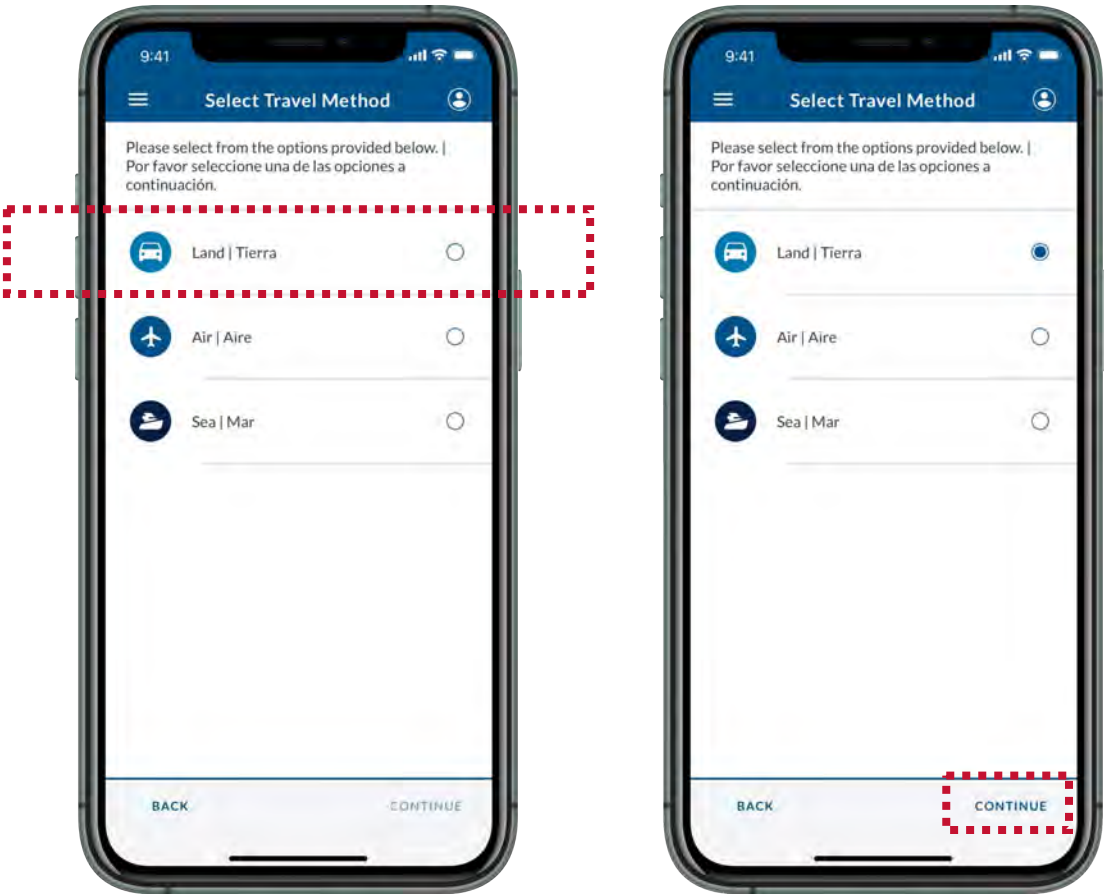 9:41
Select Travel Method
Please select from the options provided below. |
Por favor seleccione una de las opciones a
continuación.
Land | Tierra
Air | Aire
Sea | Mar
BACK
CONTINUE
9:41
Select Travel Method
Please select from the options provided below. |
Por favor seleccione una de las opciones a
continuación.
Land | Tierra
Air | Aire
Sea | Mar
BACK
CONTINUE